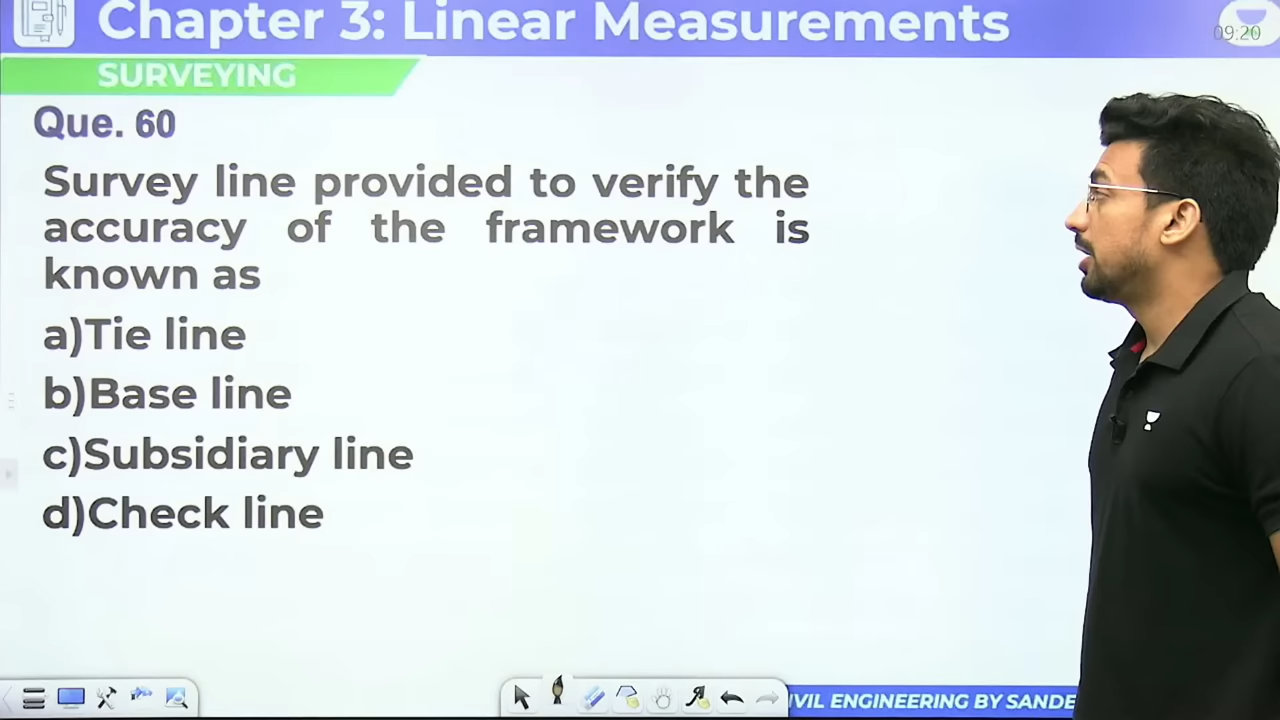 Chapter 3: Linear Measurements
09:20
SURVEYING
Que. 60
Survey line provided to verify the
accuracy of the framework is
known as
a)Tie line
b)Base line
c)Subsidiary line
d)Check line
IVIL ENGINEERING BY SANDE